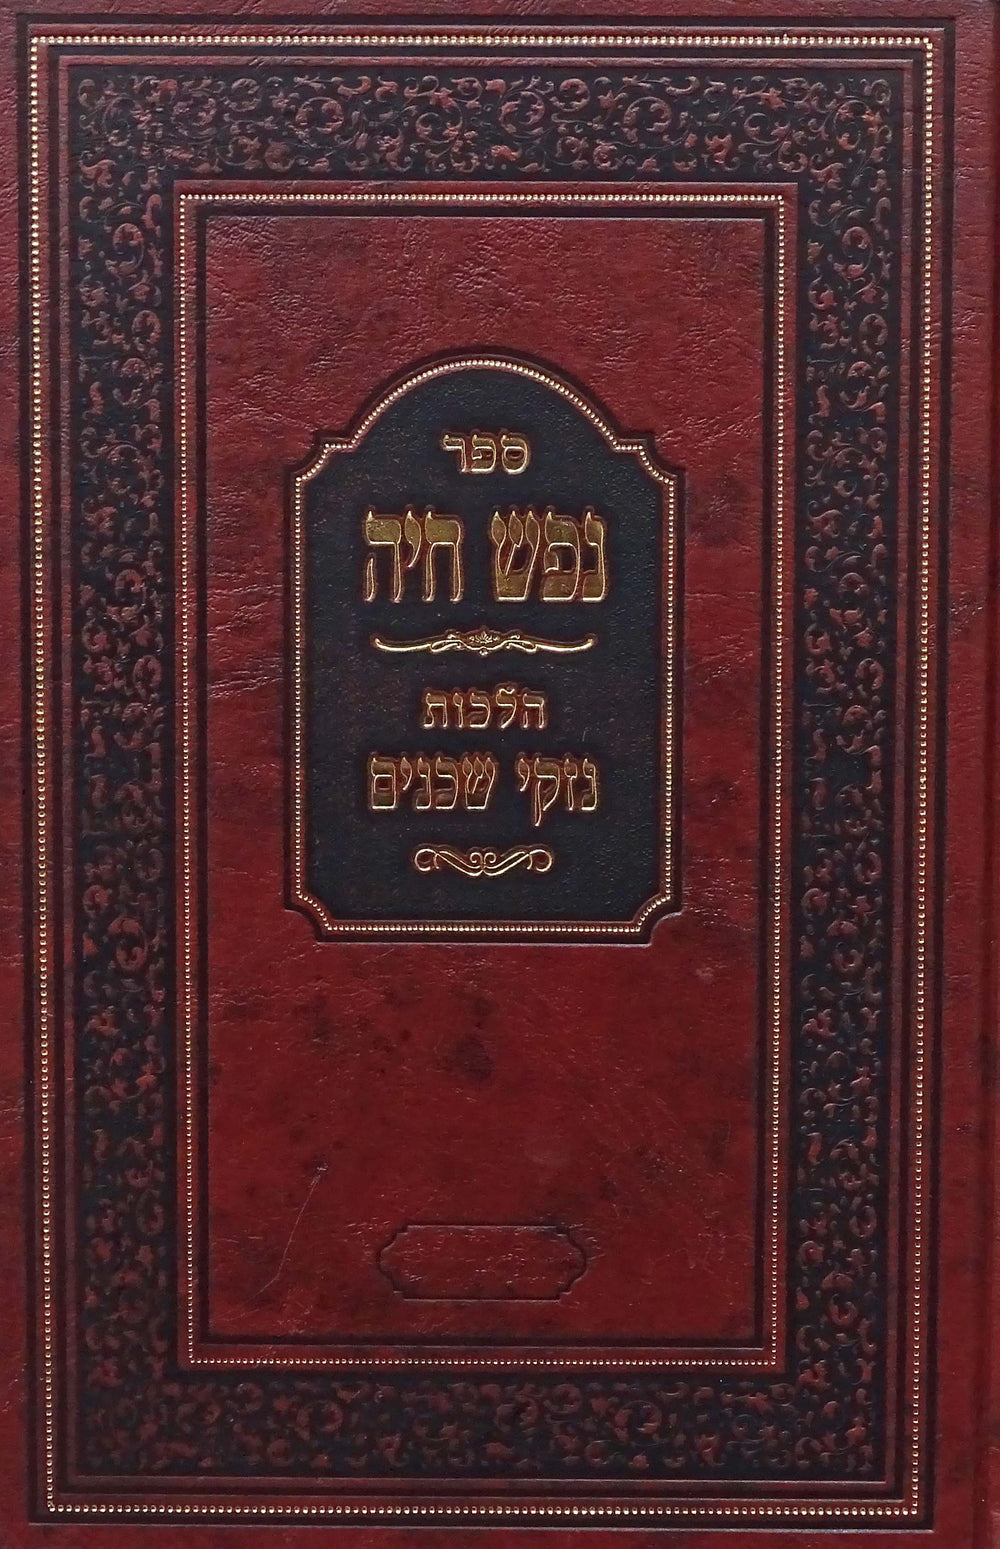 ספר
נפש חיה
הלכות
נזקי שכנים